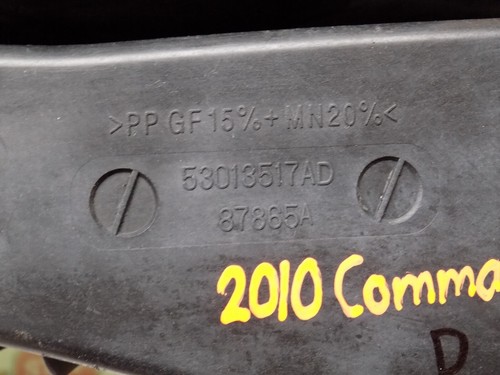 >PP GF15%+MN20%<
53013517AD
87865A
2010 Comma
D